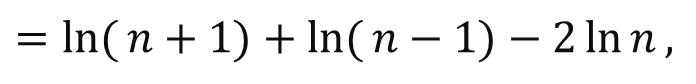 = ln( n + 1) + ln( n − 1) − 2 ln n ,